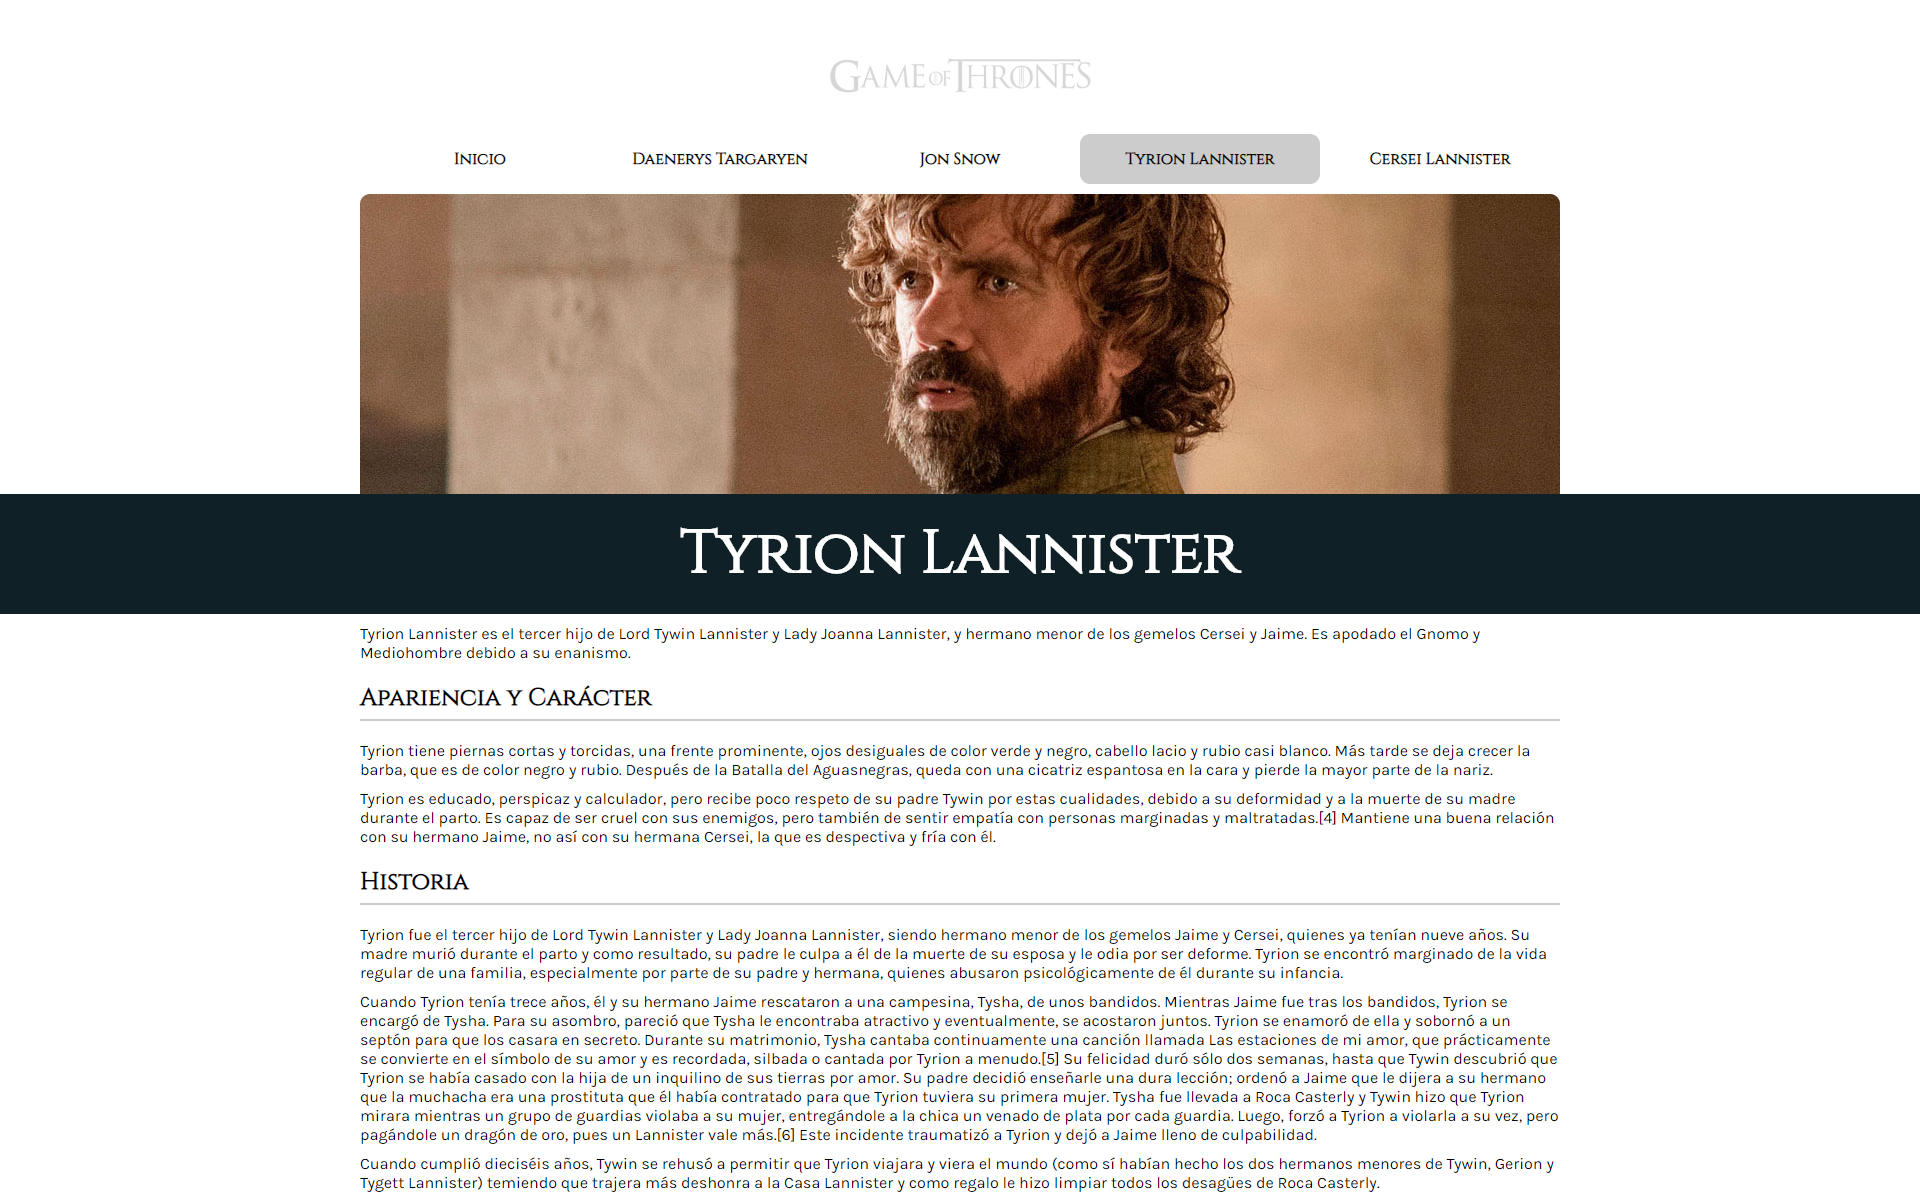 GAME OF THRONES
Inicio
Daenerys Targaryen
Jon Snow
Tyrion Lannister
Cersei Lannister
Tyrion Lannister
Tyrion Lannister es el tercer hijo de Lord Tywin Lannister y Lady Joanna Lannister, y hermano menor de los gemelos Cersei y Jaime. Es apodado el Gnomo y
Mediohombre debido a su enanismo.
Apariencia y Carácter
Tyrion tiene piernas cortas y torcidas, una frente prominente, ojos desiguales de color verde y negro, cabello lacio y rubio casi blanco. Más tarde se deja crecer la
barba, que es de color negro y rubio. Después de la Batalla del Aguasnegras, queda con una cicatriz espantosa en la cara y pierde la mayor parte de la nariz.
Tyrion es educado, perspicaz y calculador, pero recibe poco respeto de su padre Tywin por estas cualidades, debido a su deformidad y a la muerte de su madre
durante el parto. Es capaz de ser cruel con sus enemigos, pero también de sentir empatía con personas marginadas y maltratadas.[4] Mantiene una buena relación
con su hermano Jaime, no así con su hermana Cersei, la que es despectiva y fría con él.
Historia
Tyrion fue el tercer hijo de Lord Tywin Lannister y Lady Joanna Lannister, siendo hermano menor de los gemelos Jaime y Cersei, quienes ya tenían nueve años. Su
madre murió durante el parto y como resultado, su padre le culpa a él de la muerte de su esposa y le odia por ser deforme. Tyrion se encontró marginado de la vida
regular de una familia, especialmente por parte de su padre y hermana, quienes abusaron psicológicamente de él durante su infancia.
Cuando Tyrion tenía trece años, él y su hermano Jaime rescataron a una campesina, Tysha, de unos bandidos. Mientras Jaime fue tras los bandidos, Tyrion se
encargó de Tysha. Para su asombro, pareció que Tysha le encontraba atractivo y eventualmente, se acostaron juntos. Tyrion se enamoró de ella y sobornó a un
septón para que los casara en secreto. Durante su matrimonio, Tysha cantaba continuamente una canción llamada Las estaciones de mi amor, que prácticamente
se convierte en el símbolo de su amor y es recordada, silbada o cantada por Tyrion a menudo.[5] Su felicidad duró sólo dos semanas, hasta que Tywin descubrió que
Tyrion se había casado con la hija de un inquilino de sus tierras por amor. Su padre decidió enseñarle una dura lección; ordenó a Jaime que le dijera a su hermano
que la muchacha era una prostituta que él había contratado para que Tyrion tuviera su primera mujer. Tysha fue llevada a Roca Casterly y Tywin hizo que Tyrion
mirara mientras un grupo de guardias violaba a su mujer, entregándole a la chica un venado de plata por cada guardia. Luego, forzó a Tyrion a violarla a su vez, pero
pagándole un dragón de oro, pues un Lannister vale más.[6] Este incidente traumatizó a Tyrion y dejó a Jaime lleno de culpabilidad.
Cuando cumplió dieciséis años, Tywin se rehusó a permitir que Tyrion viajara y viera el mundo (como sí habían hecho los dos hermanos menores de Tywin, Gerion y
Tygett Lannister) temiendo que trajera más deshonra a la Casa Lannister y como regalo le hizo limpiar todos los desagües de Roca Casterly.